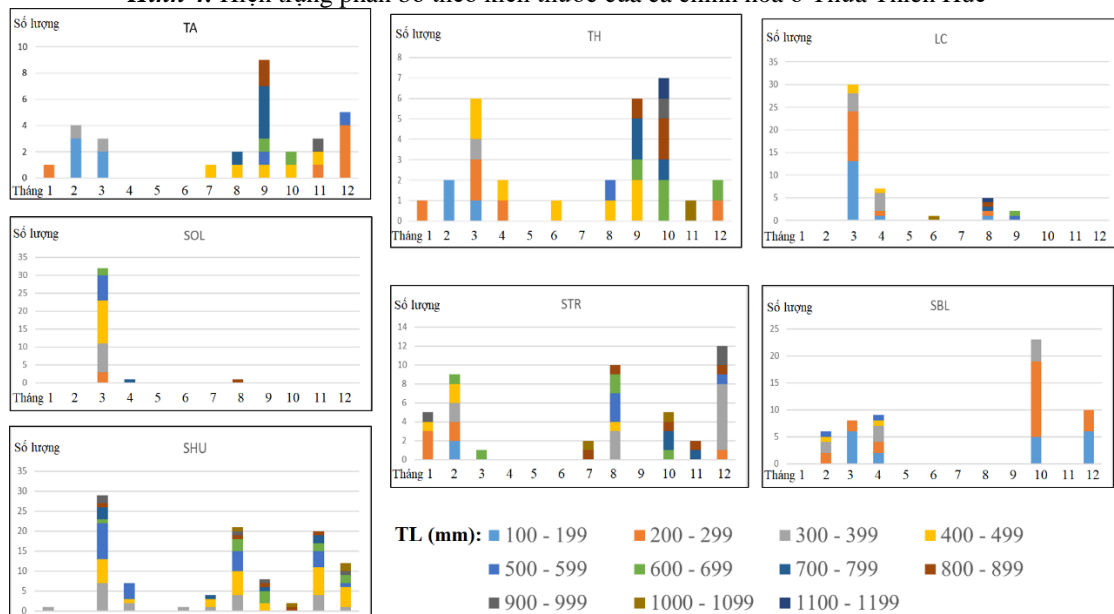 Hình 4. Hiện trạng phân bố theo kích thước của cá chình hoa ở Thừa Thiên Huế
Số lượng
TA
10
8
6
4
2
0
Tháng 1 2 3 4 5 6 7 8 9 10 11 12
TH
Số lượng
8
7
6
5
4
3
2
1
0
Tháng 1 2 3 4 5 6 7 8 9 10 11 12
LC
Số lượng
35
30
25
20
15
10
5
0
Tháng 1 2 3 4 5 6 7 8 9 10 11 12
Số lượng
SOL
35
30
25
20
15
10
5
0
Tháng 1 2 3 4 5 6 7 8 9 10 11 12
STR
Số lượng
14
12
10
8
6
4
2
0
Tháng 1 2 3 4 5 6 7 8 9 10 11 12
SBL
Số lượng
25
20
15
10
5
0
Tháng 1 2 3 4 5 6 7 8 9 10 11 12
Số lượng
SHU
35
30
25
20
15
10
5
0
TL (mm): 100 - 199 200 - 299 300 - 399 400 - 499
500 - 599 600 - 699 700 - 799 800 - 899
900 - 999 1000 - 1099 1100 - 1199